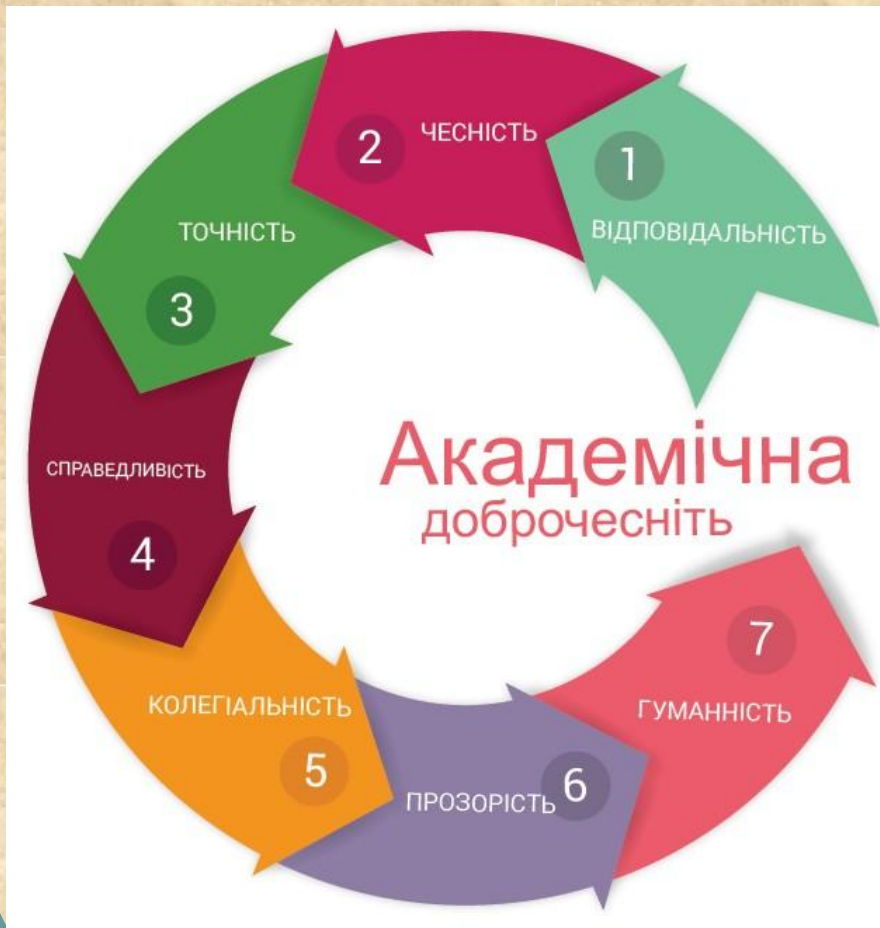 Академічна
доброчесніть
1
ВІДПОВІДАЛЬНІСТЬ
2
ЧЕСНІСТЬ
ТОЧНІСТЬ
3
СПРАВЕДЛИВІСТЬ
4
КОЛЕГІАЛЬНІСТЬ
5
ПРОЗОРІСТЬ
6
7
ГУМАННІСТЬ